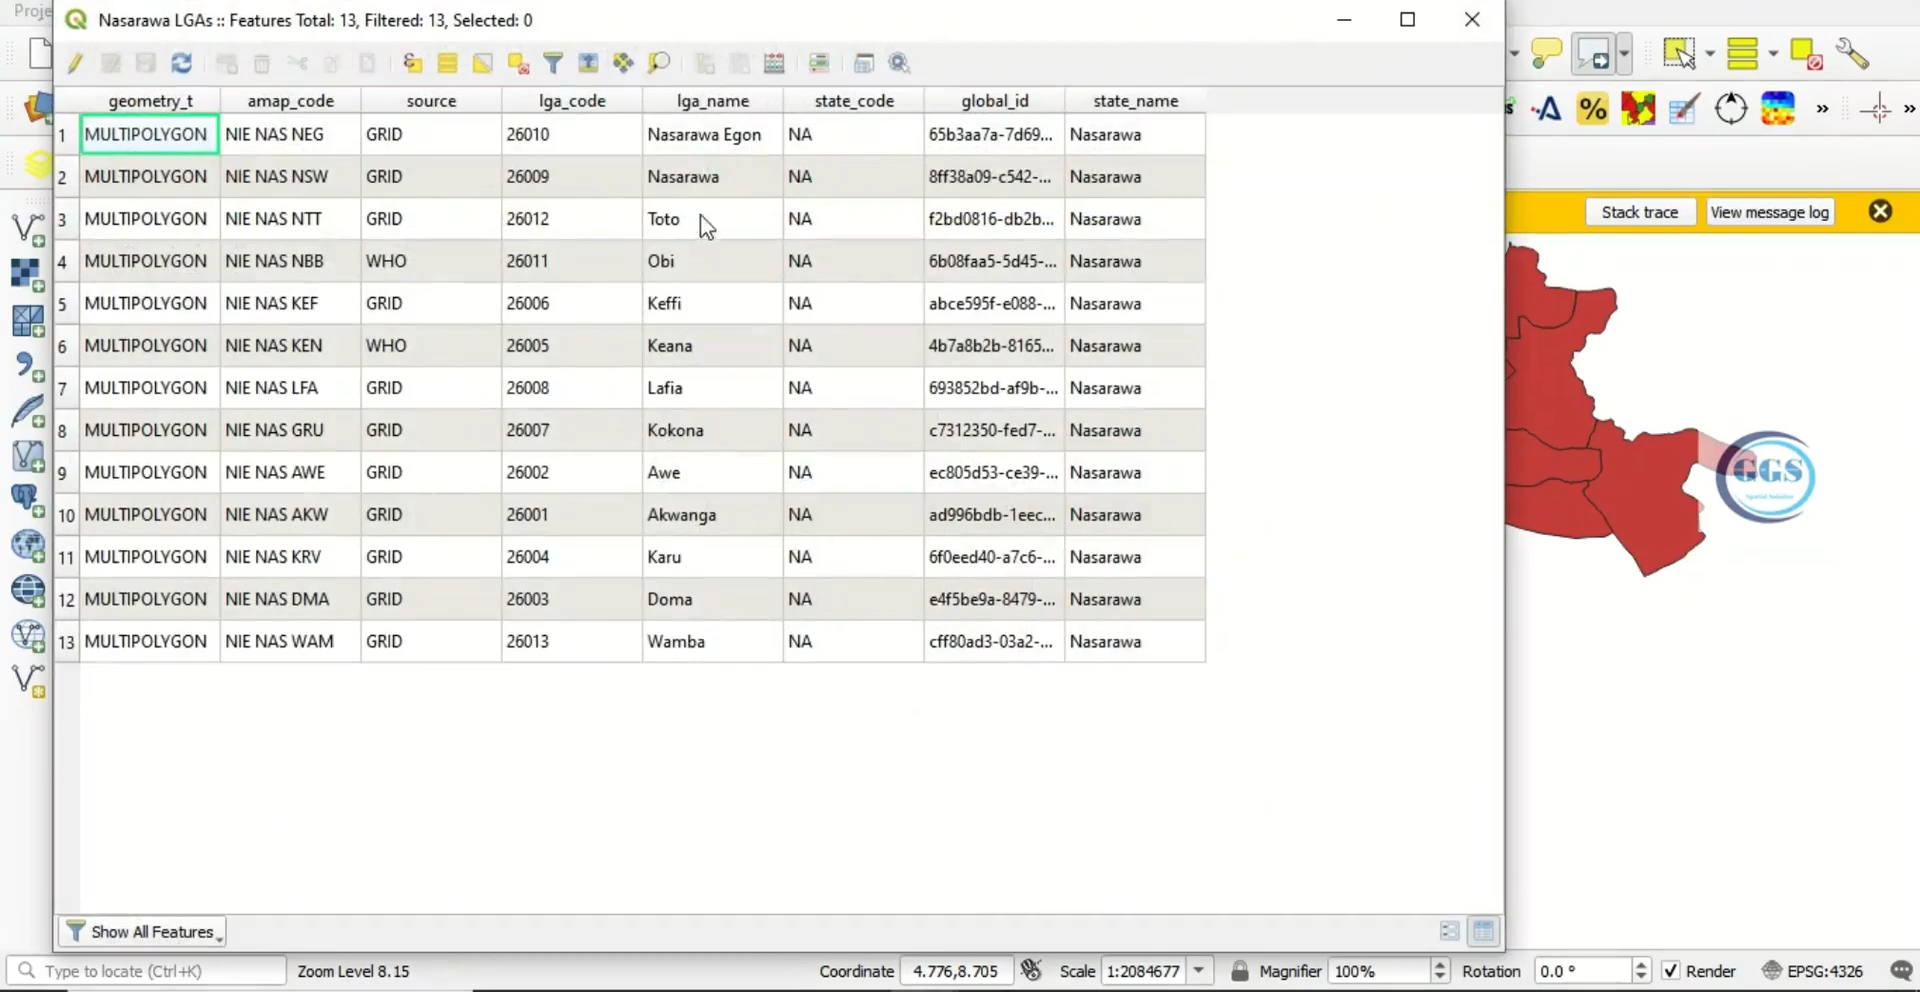 Proje
Nasarawa LGAs :: Features Total: 13, Filtered: 13, Selected: 0
geometry_t amap_code source lga_code lga_name state_code global_id state_name
1 MULTIPOLYGON NIE NAS NEG GRID 26010 Nasarawa Egon NA 65b3aa7a-7d69... Nasarawa
2 MULTIPOLYGON NIE NAS NSW GRID 26009 Nasarawa NA 8ff38a09-c542-... Nasarawa
3 MULTIPOLYGON NIE NAS NTT GRID 26012 Toto NA f2bd0816-db2b... Nasarawa
4 MULTIPOLYGON NIE NAS NBB WHO 26011 Obi NA 6b08faa5-5d45-... Nasarawa
5 MULTIPOLYGON NIE NAS KEF GRID 26006 Keffi NA abce595f-e088-... Nasarawa
6 MULTIPOLYGON NIE NAS KEN WHO 26005 Keana NA 4b7a8b2b-8165... Nasarawa
7 MULTIPOLYGON NIE NAS LFA GRID 26008 Lafia NA 693852bd-af9b-... Nasarawa
8 MULTIPOLYGON NIE NAS GRU GRID 26007 Kokona NA c7312350-fed7-... Nasarawa
9 MULTIPOLYGON NIE NAS AWE GRID 26002 Awe NA ec805d53-ce39-... Nasarawa
10 MULTIPOLYGON NIE NAS AKW GRID 26001 Akwanga NA ad996bdb-1eec... Nasarawa
11 MULTIPOLYGON NIE NAS KRV GRID 26004 Karu NA 6f0eed40-a7c6-... Nasarawa
12 MULTIPOLYGON NIE NAS DMA GRID 26003 Doma NA e4f5be9a-8479-... Nasarawa
13 MULTIPOLYGON NIE NAS WAM GRID 26013 Wamba NA cff80ad3-03a2-... Nasarawa
Stack trace View message log
GGS
Spatial Solution
Show All Features
Type to locate (Ctrl+K) Zoom Level 8.15 Coordinate 4.776,8.705 Scale 1:2084677 Magnifier 100% Rotation 0.0 ° Render EPSG:4326